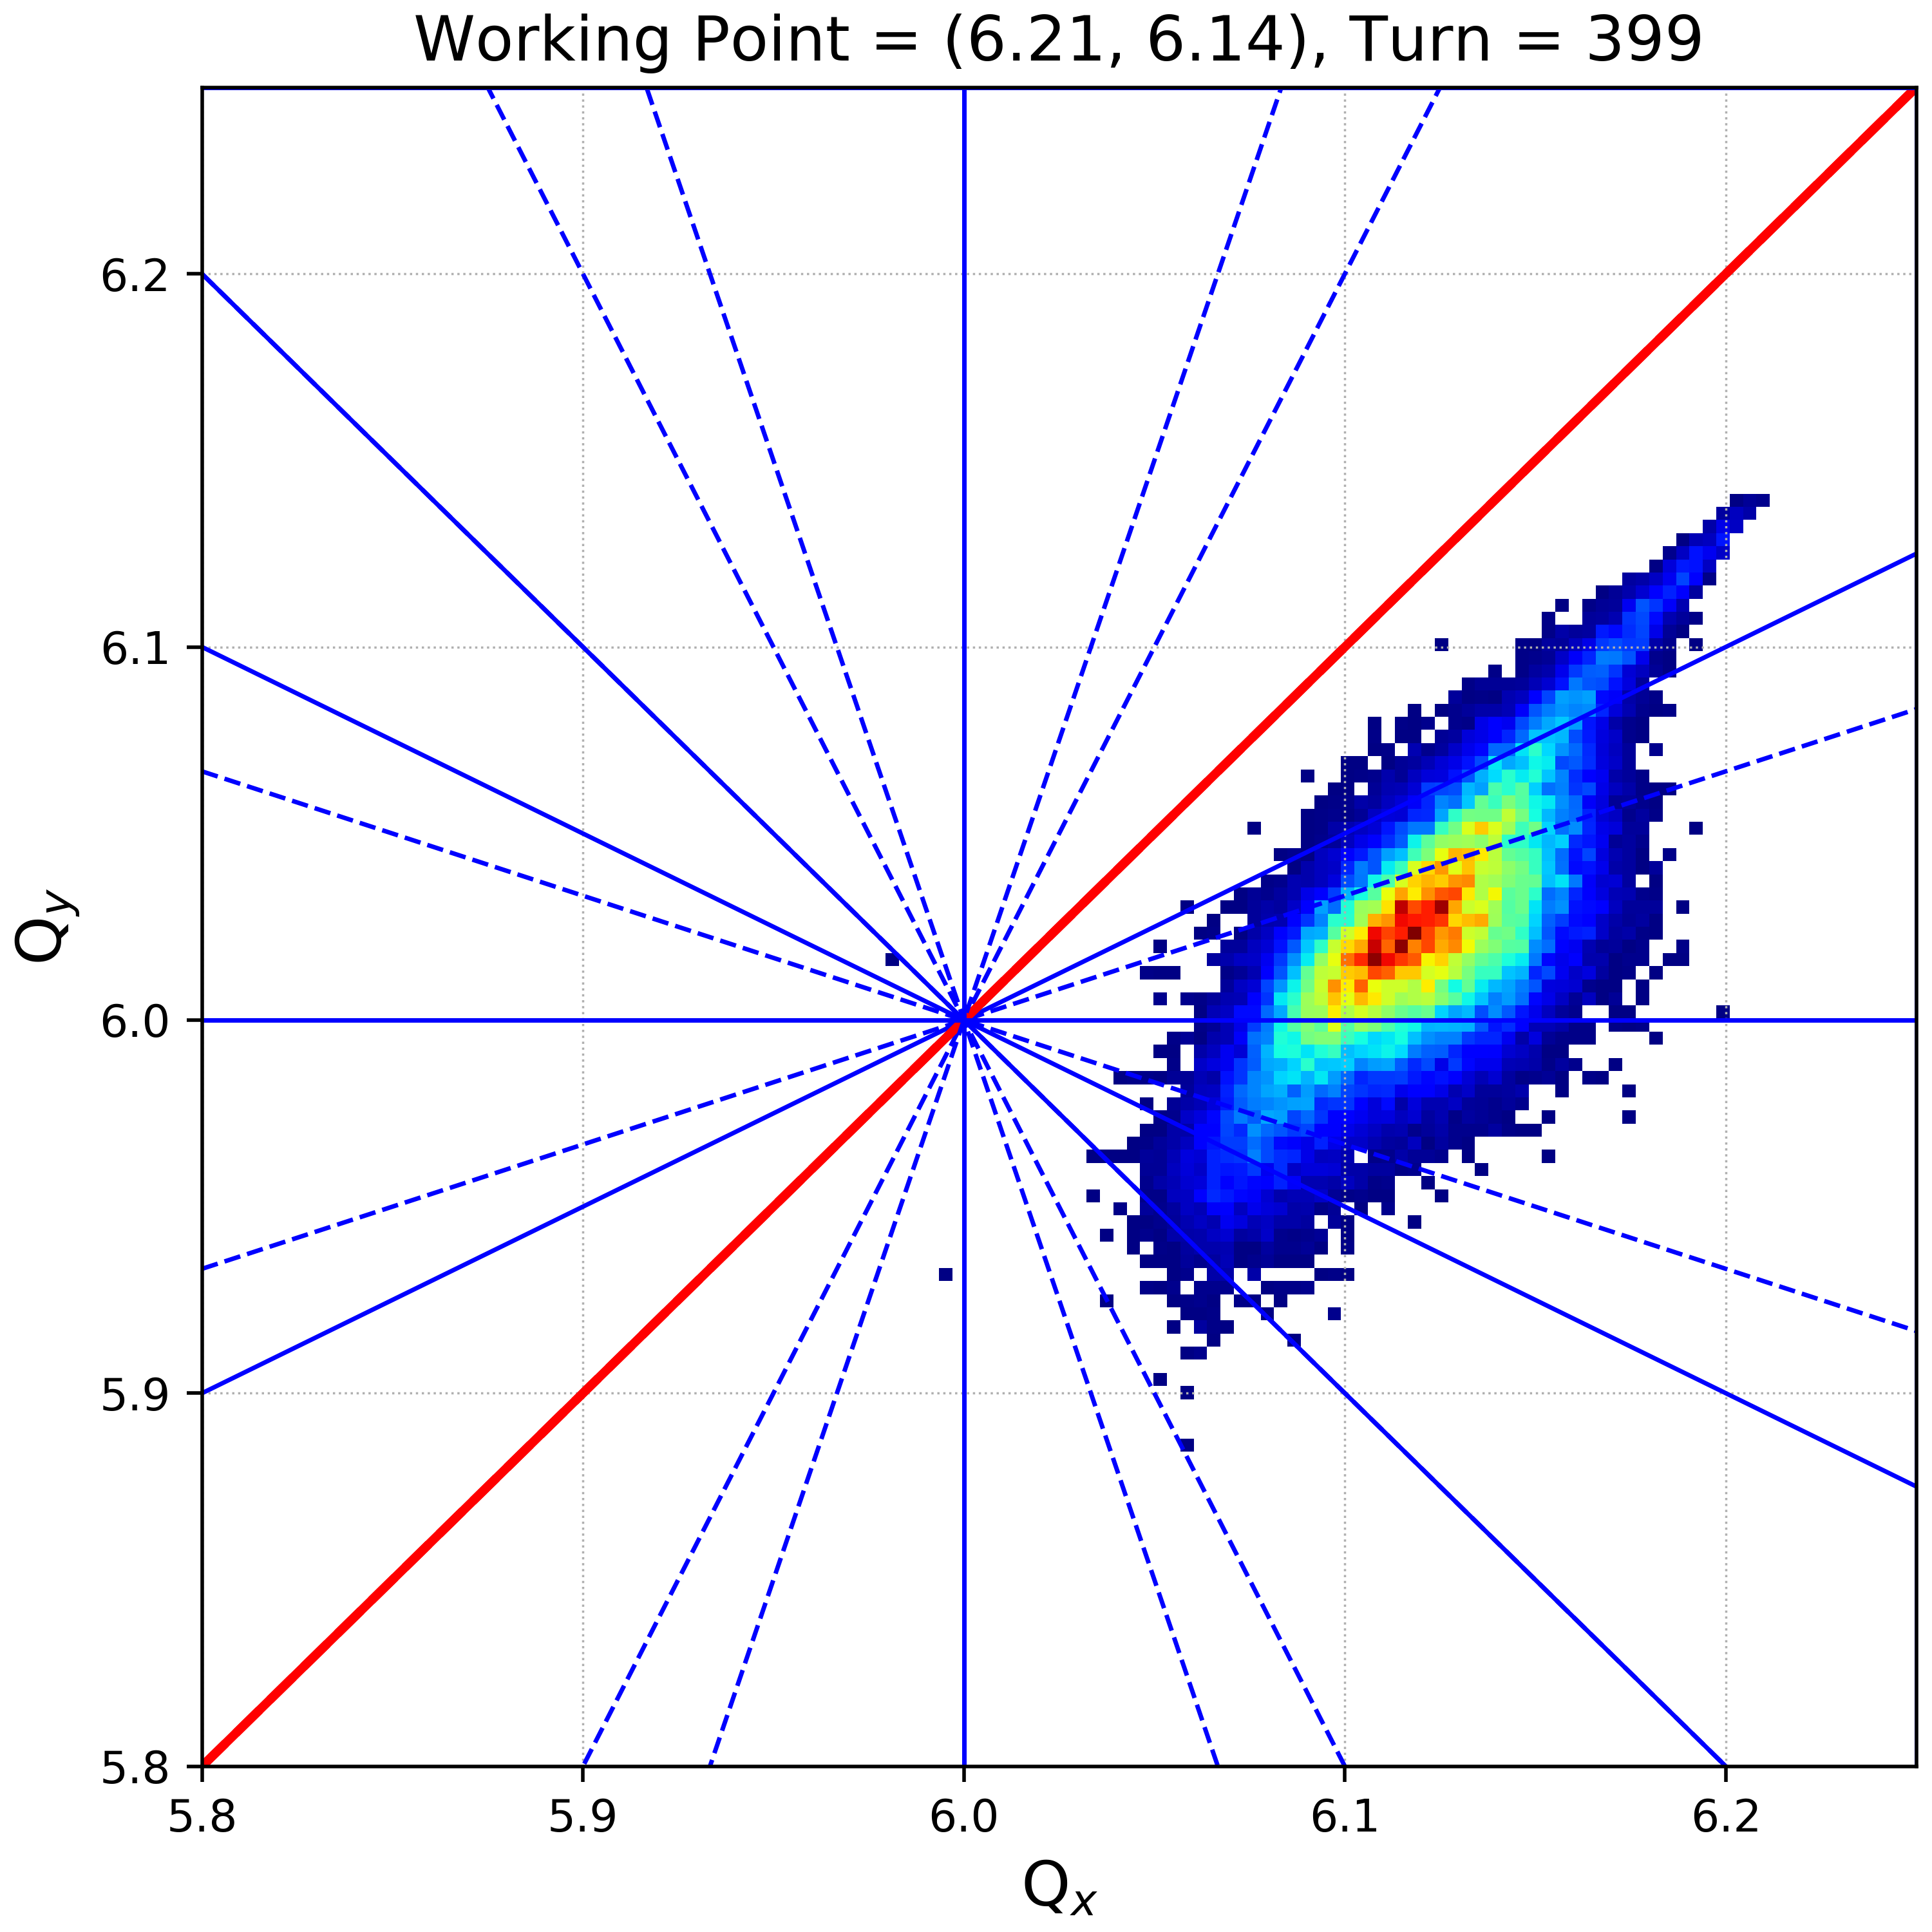 Working Point = (6.21, 6.14), Turn = 399
6.2
6.1
6.0
5.9
5.8
Qy
5.8 5.9 6.0 6.1 6.2
Qx